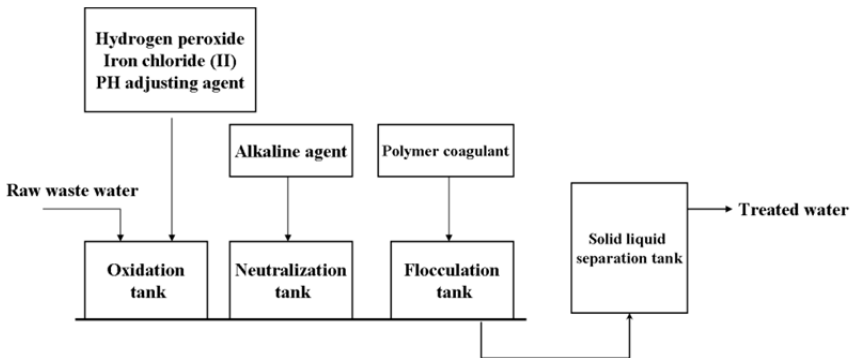 Hydrogen peroxide
Iron chloride (II)
PH adjusting agent
Alkaline agent
Polymer coagulant
Raw waste water
Treated water
Solid liquid
separation tank
Oxidation
tank
Neutralization
tank
Flocculation
tank